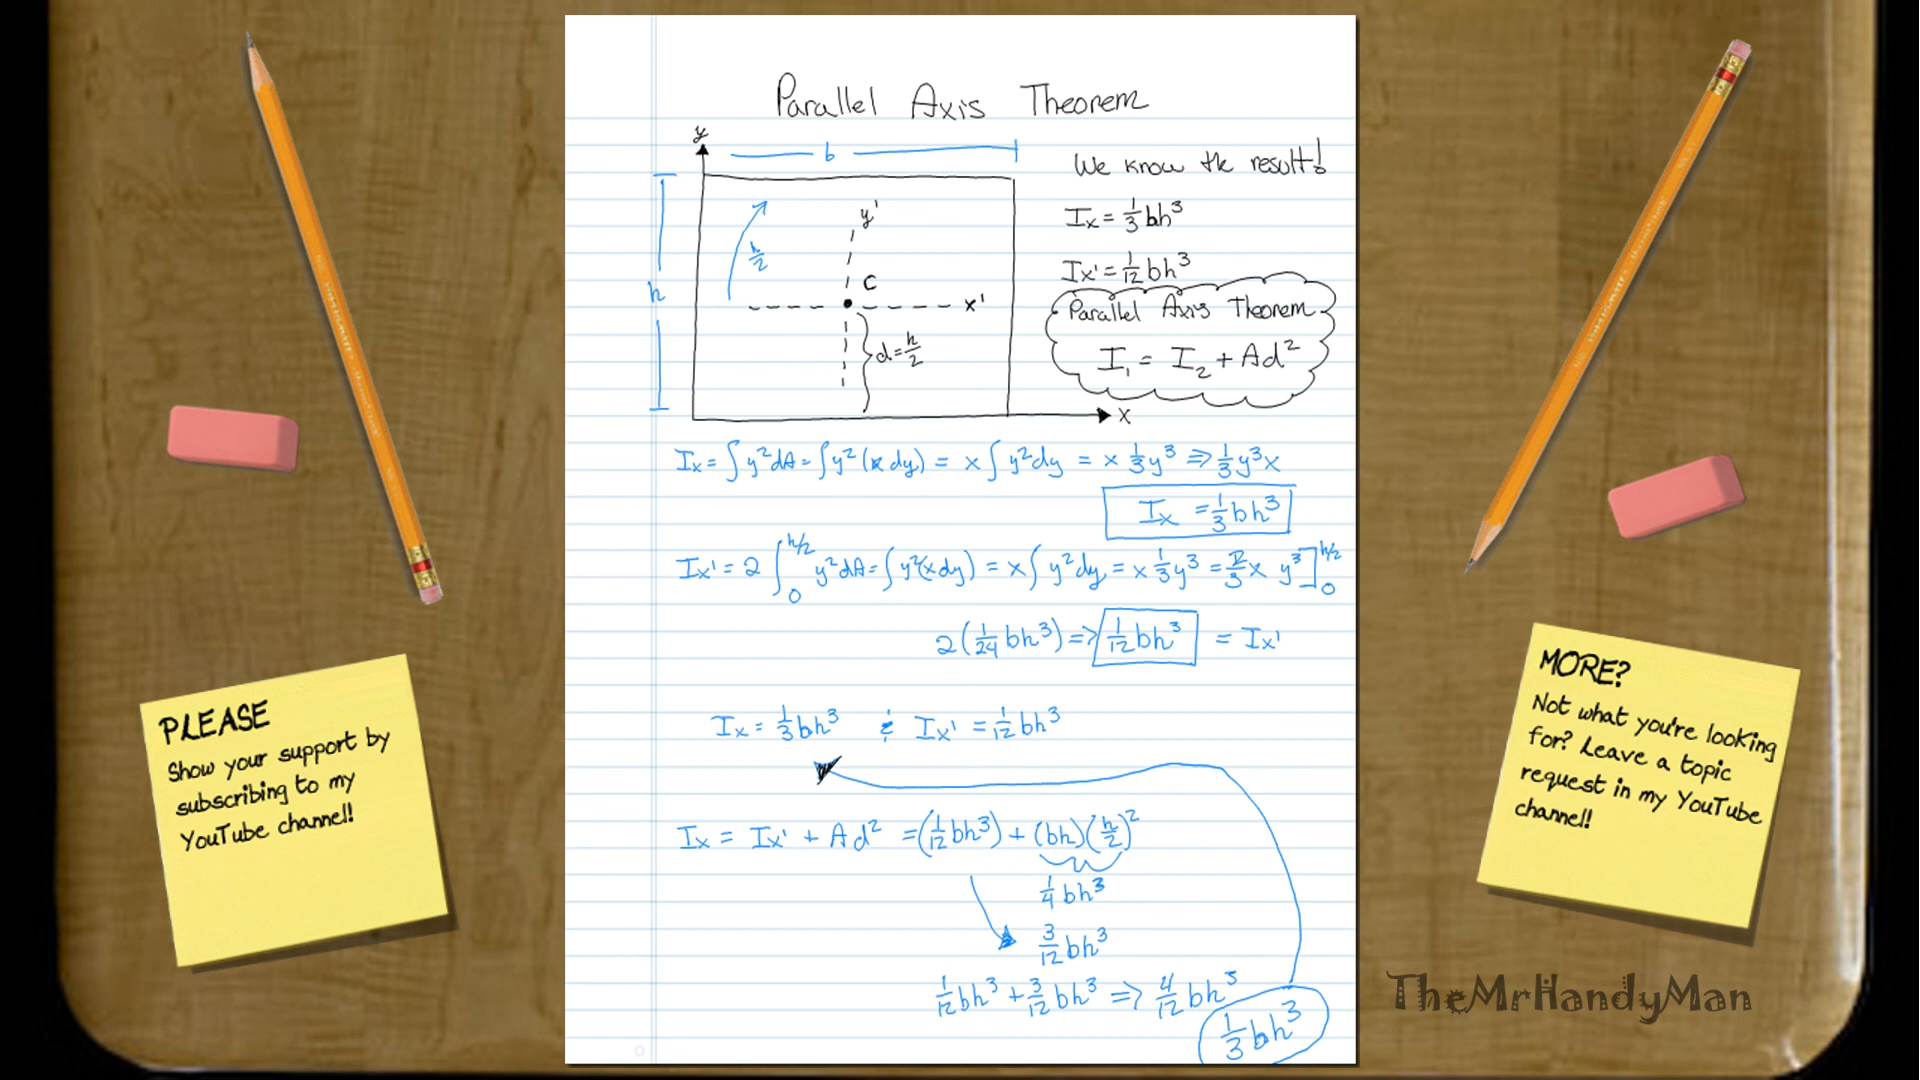 Parallel Axis Theorem
y
b
We know the result!
h
h/2
y'
C
x'
d=h/2
x
Ix = 1/3 bh³
Ix' = 1/12 bh³
Parallel Axis Theorem
I₁ = I₂ + Ad²
Ix = ∫y²dA = ∫y²(x dy) = x∫y²dy = x 1/3 y³ ⇒ 1/3 y³x
Ix = 1/3 bh³
Ix' = 2 ∫₀^h/2 y²dA = ∫y²(x dy) = x∫y²dy = x 1/3 y³ = 2/3 x y³]₀^h/2
2(1/24 bh³) ⇒ 1/12 bh³ = Ix'
Ix = 1/3 bh³ & Ix' = 1/12 bh³
Ix = Ix' + Ad² = (1/12 bh³) + (bh)(h/2)²
1/4 bh³
3/12 bh³
1/12 bh³ + 3/12 bh³ ⇒ 4/12 bh³
1/3 bh³
PLEASE
Show your support by
subscribing to my
YouTube channel!
MORE?
Not what you're looking
for? Leave a topic
request in my YouTube
channel!
TheMrHandyMan